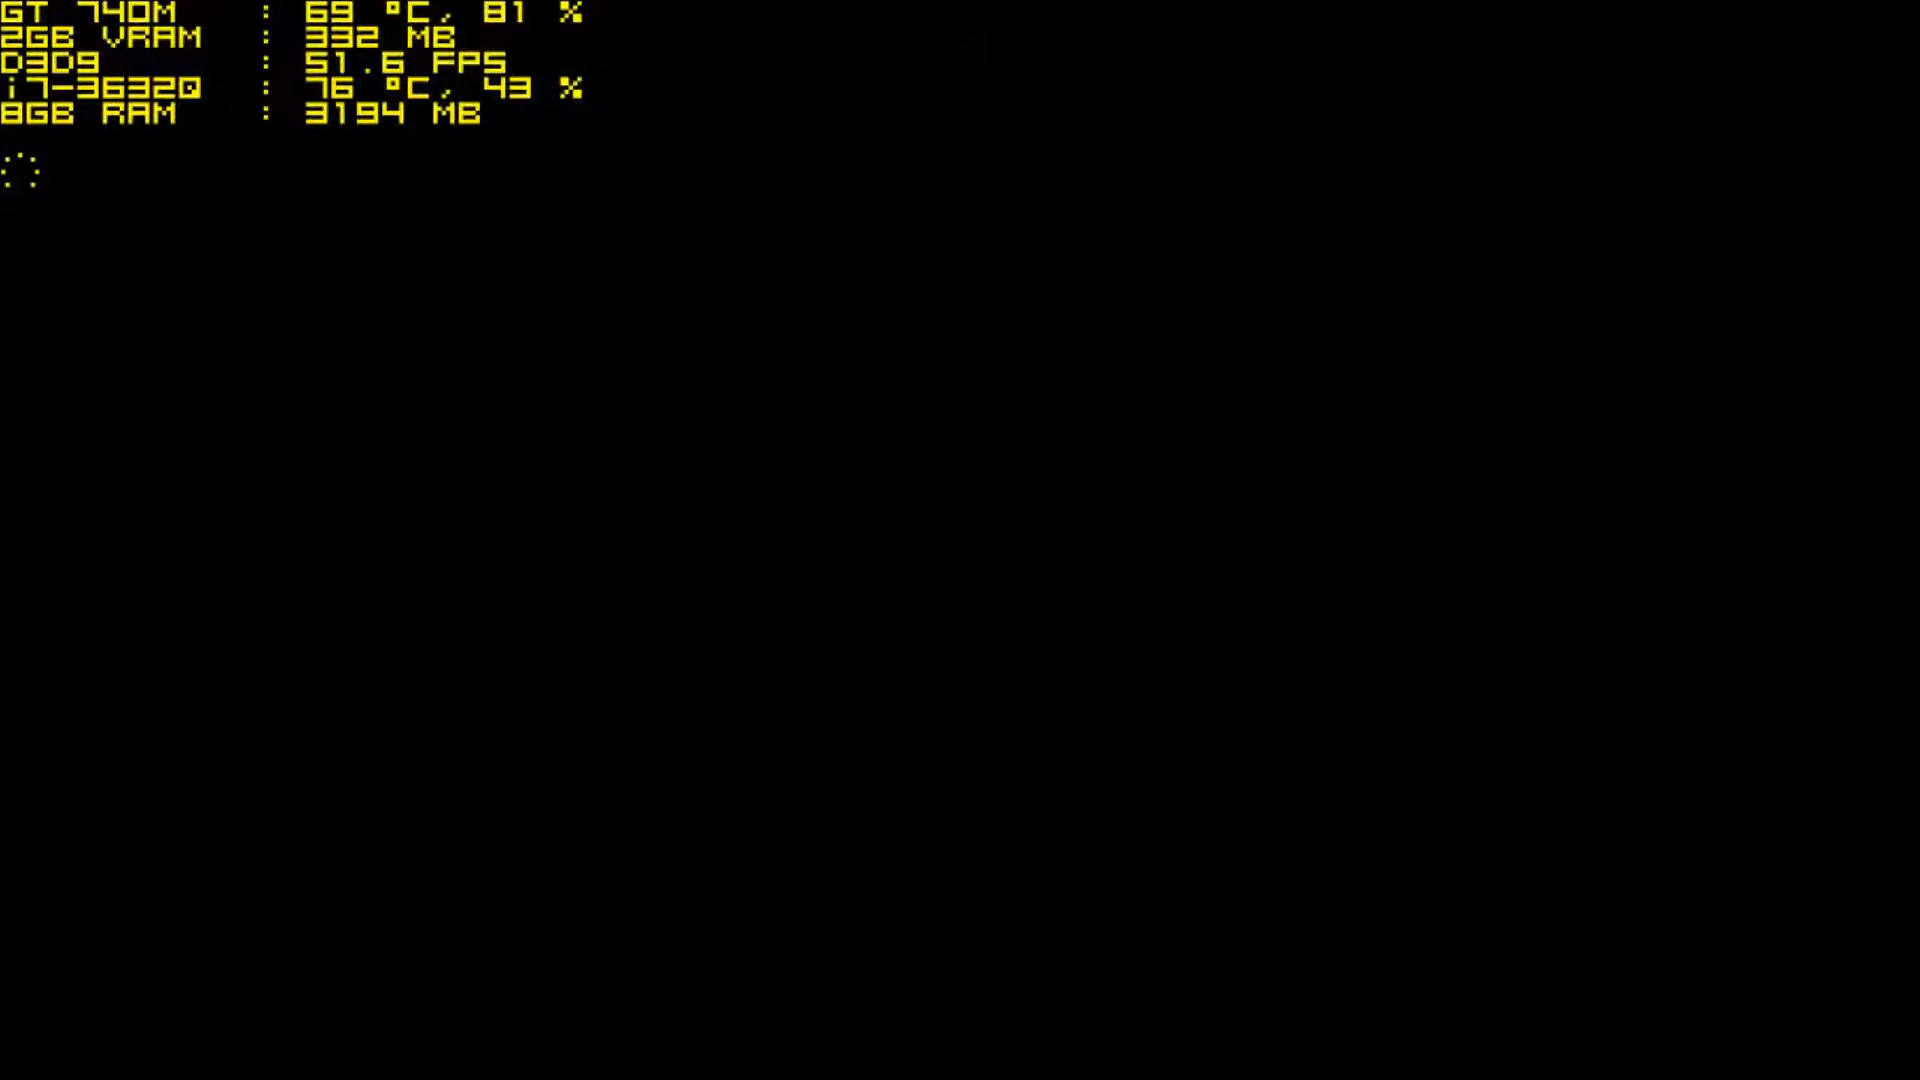 GT 740M : 69 °C, 81 %
2GB VRAM : 332 MB
D3D9 : 51.6 FPS
i7-3632Q : 76 °C, 43 %
8GB RAM : 3194 MB